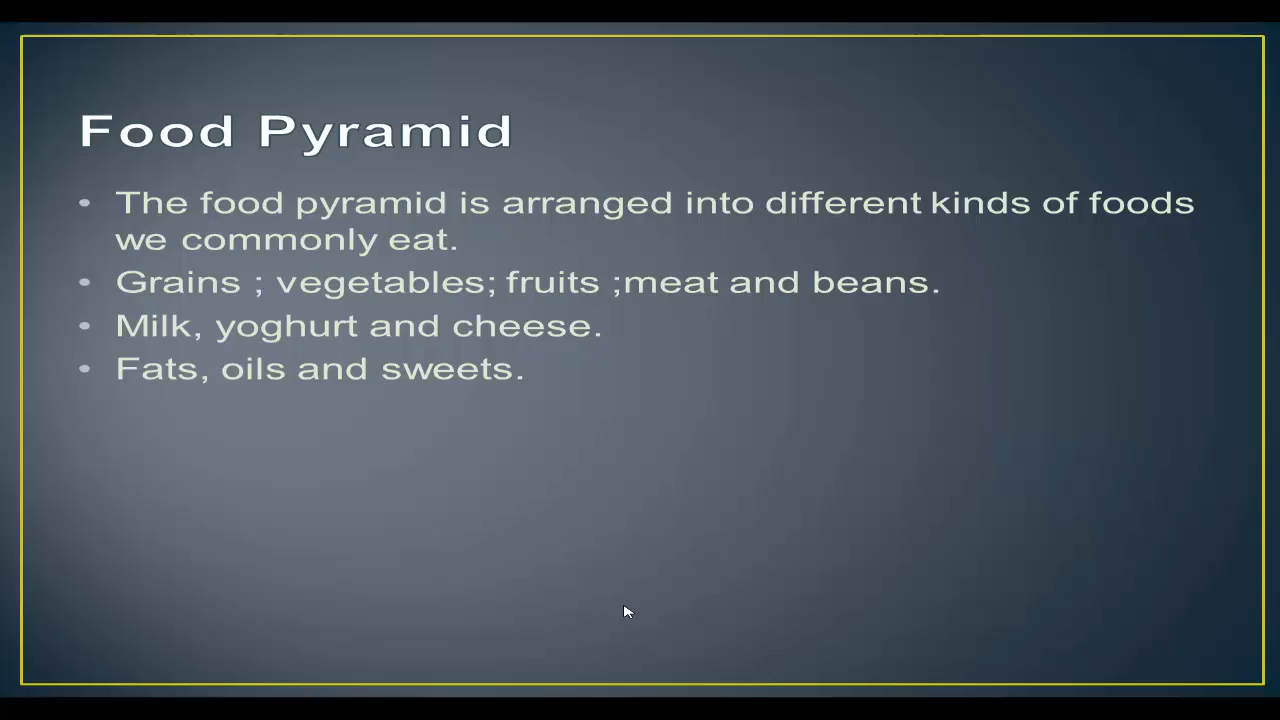 Food Pyramid
• The food pyramid is arranged into different kinds of foods
we commonly eat.
• Grains ; vegetables; fruits ;meat and beans.
• Milk, yoghurt and cheese.
• Fats, oils and sweets.